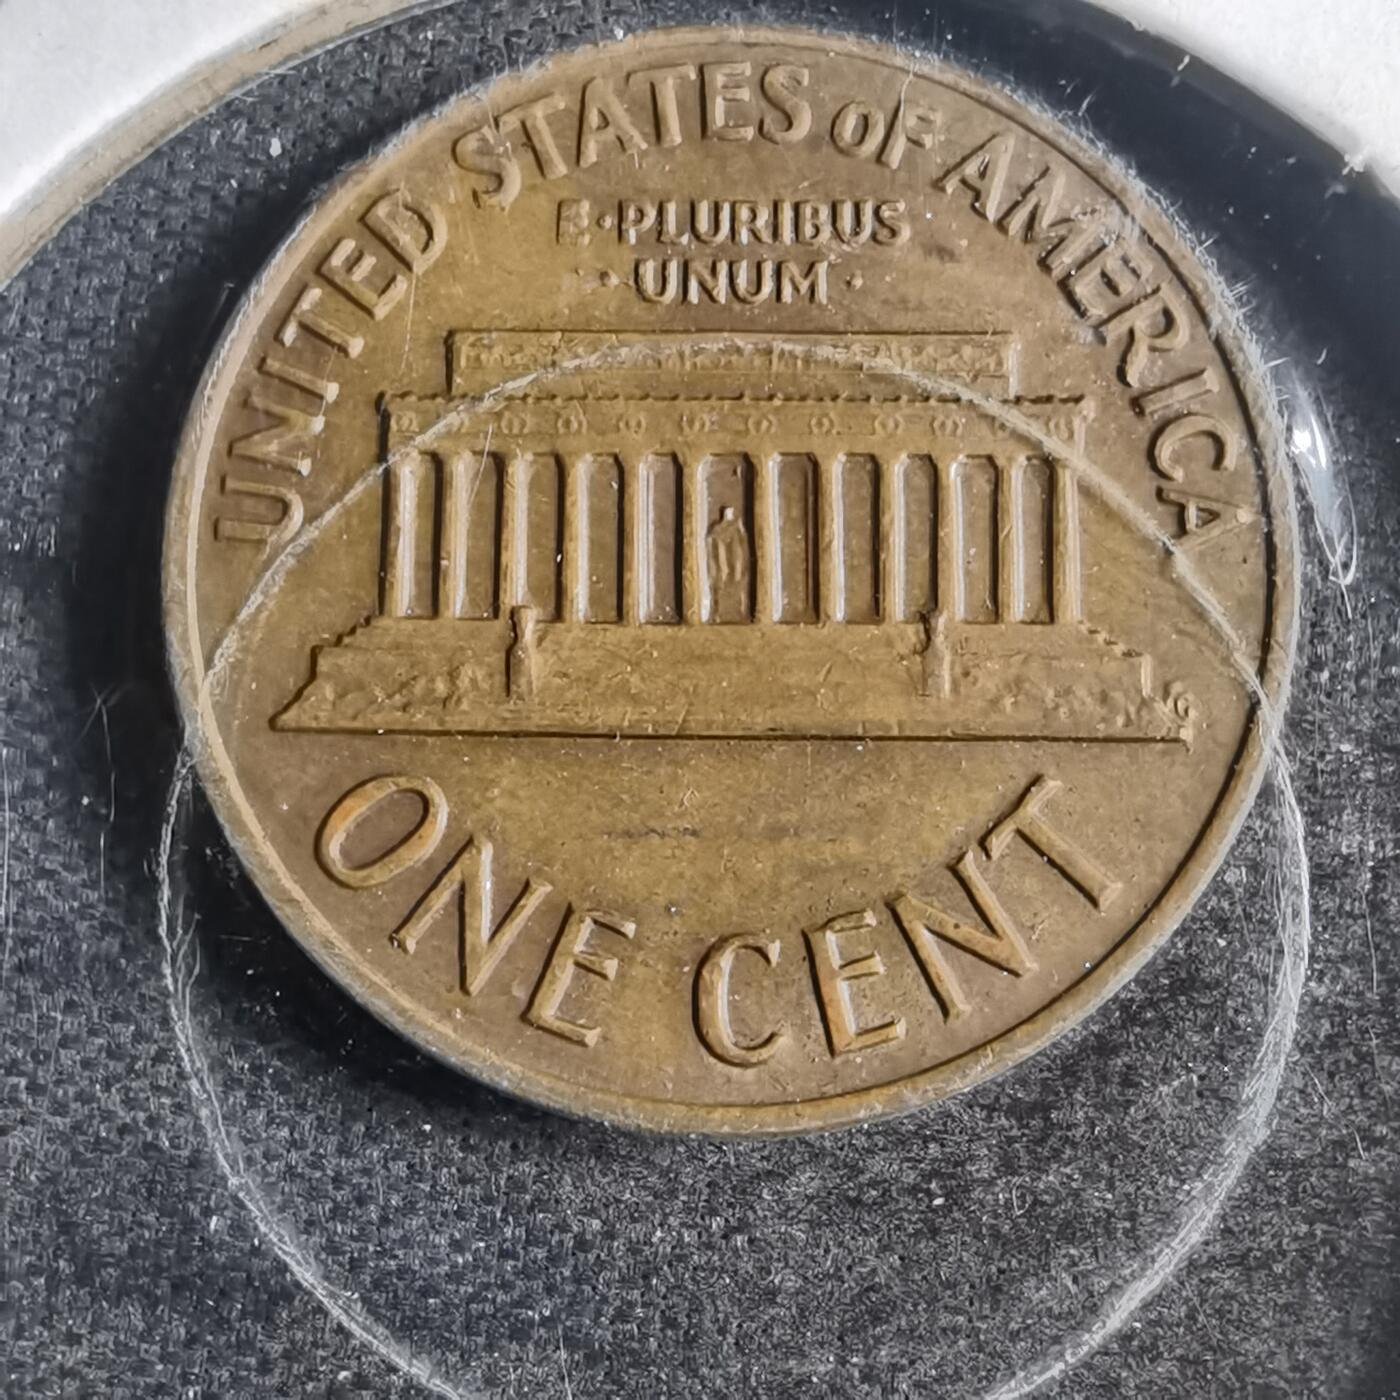 UNITED STATES OF AMERICA
E·PLURIBUS
·UNUM·
ONE CENT